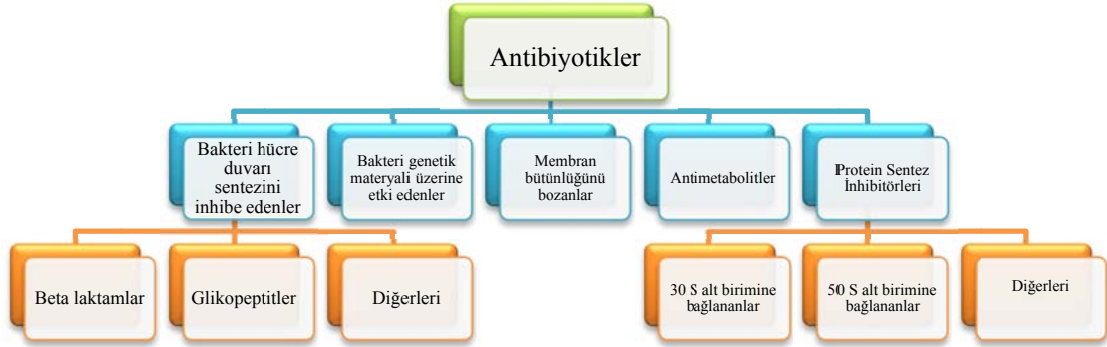 Antibiyotikler
Bakteri hücre
duvarı
sentezini
inhibe edenler
Bakteri genetik
materyali üzerine
etki edenler
Membran
bütünlüğünü
bozanlar
Antimetabolitler
Protein Sentez
İnhibitörleri
Beta laktamlar
Glikopeptitler
Diğerleri
30 S alt birimine
bağlananlar
50 S alt birimine
bağlananlar
Diğerleri